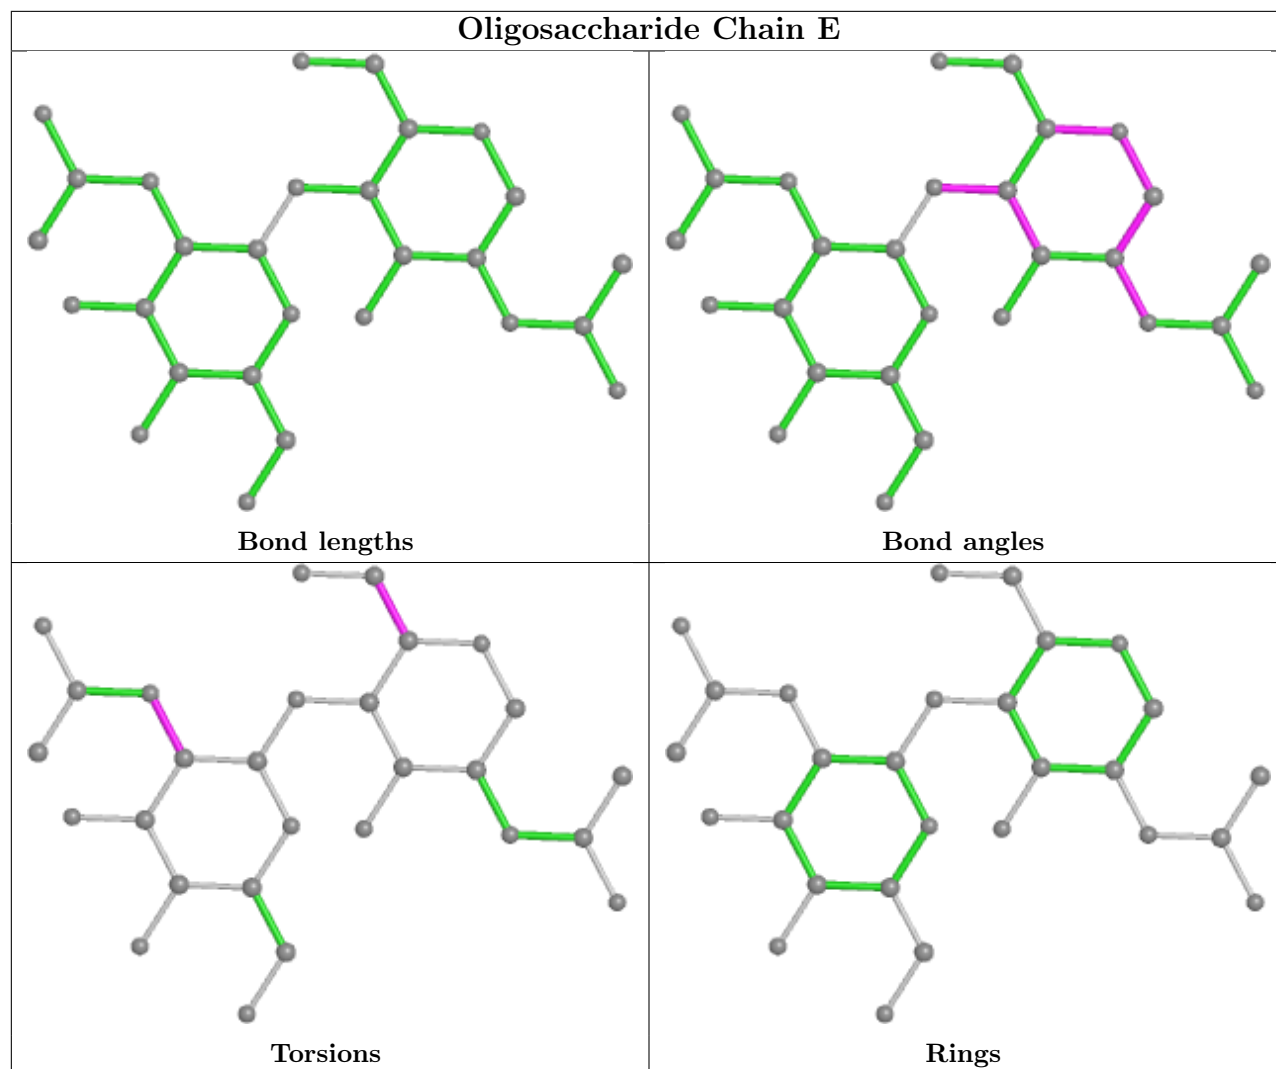 Oligosaccharide Chain E
Bond lengths
Bond angles
Torsions
Rings